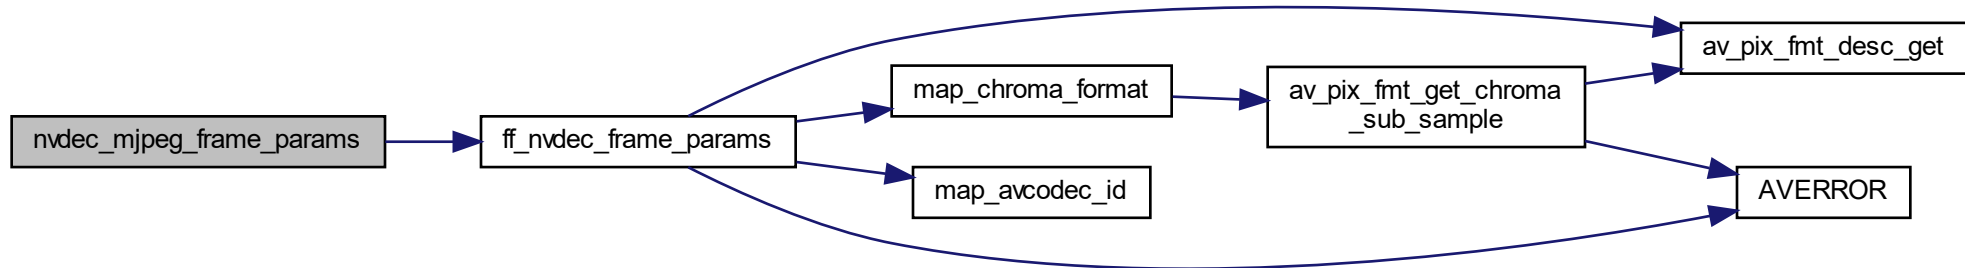 nvdec_mjpeg_frame_params
ff_nvdec_frame_params
map_chroma_format
map_avcodec_id
av_pix_fmt_get_chroma
_sub_sample
av_pix_fmt_desc_get
AVERROR